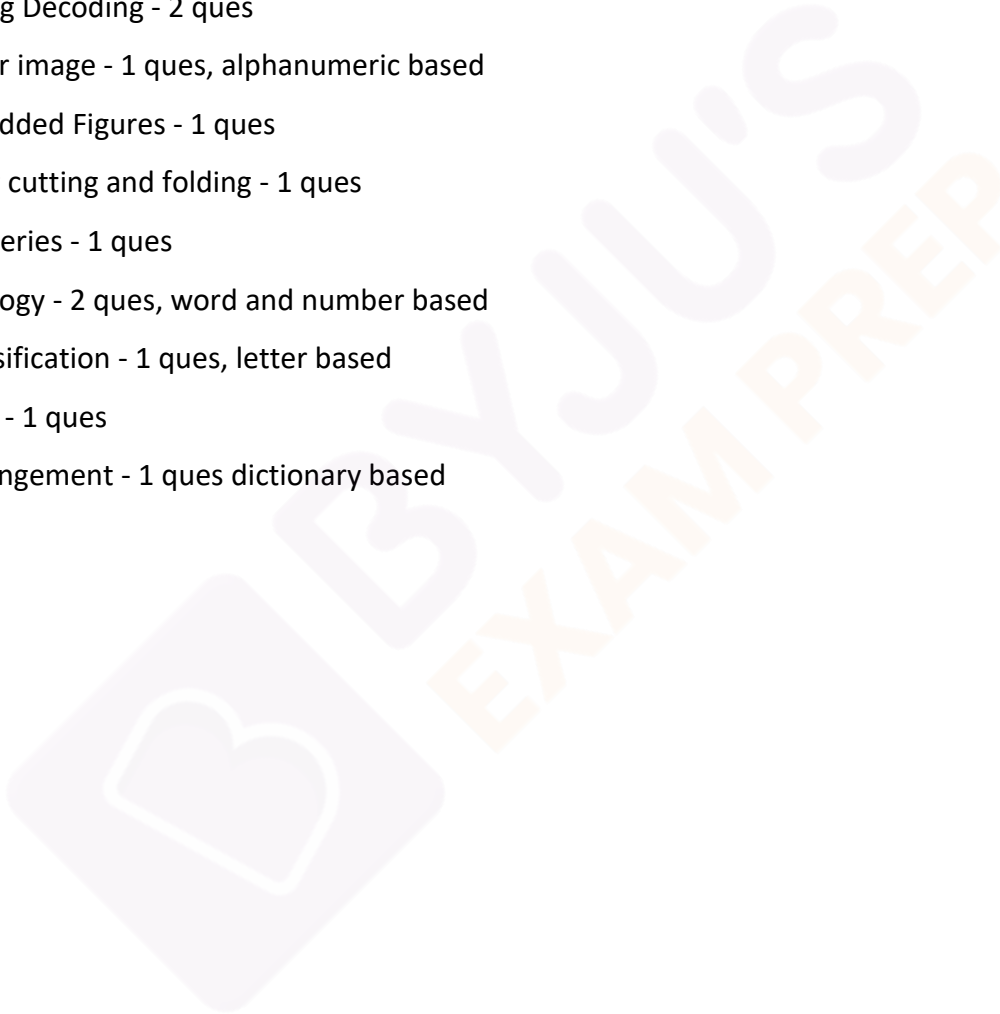 g Decoding - 2 ques
r image - 1 ques, alphanumeric based
dded Figures - 1 ques
cutting and folding - 1 ques
eries - 1 ques
ogy - 2 ques, word and number based
sification - 1 ques, letter based
- 1 ques
ngement - 1 ques dictionary based
BYJU'S
EXAM PREP